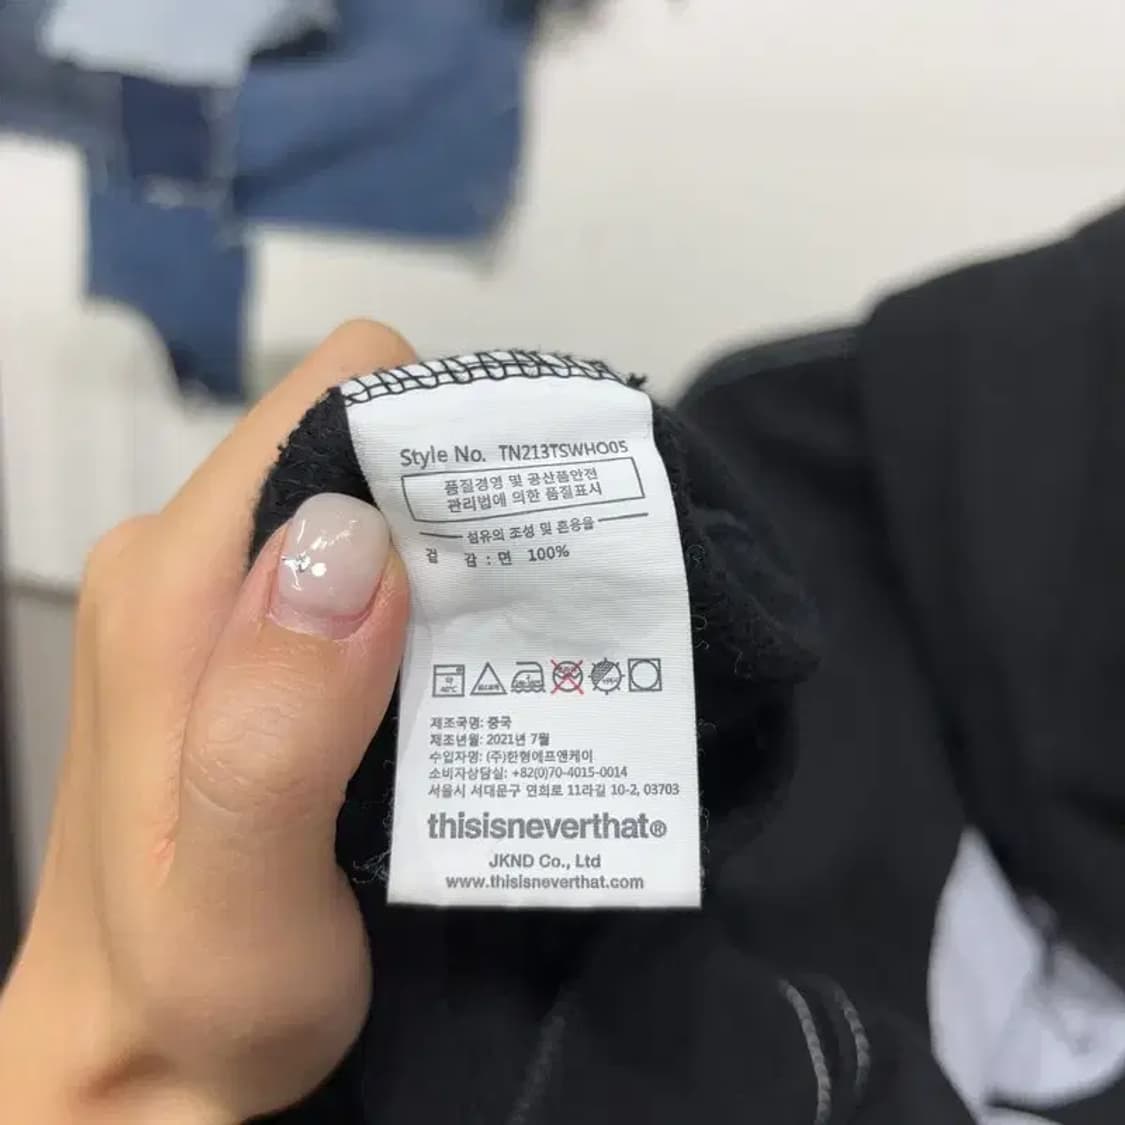 Style No. TN213TSWHO05
품질경영 및 공산품안전
관리법에 의한 품질표시
섬유의 조성 및 혼용율
겉 감 : 면 100%
약
40℃
제조국명: 중국
제조년월: 2021년 7월
수입자명: (주)한형에프앤케이
소비자상담실: +82(0)70-4015-0014
서울시 서대문구 연희로 11라길 10-2, 03703
thisisneverthat®
JKND Co., Ltd
www.thisisneverthat.com